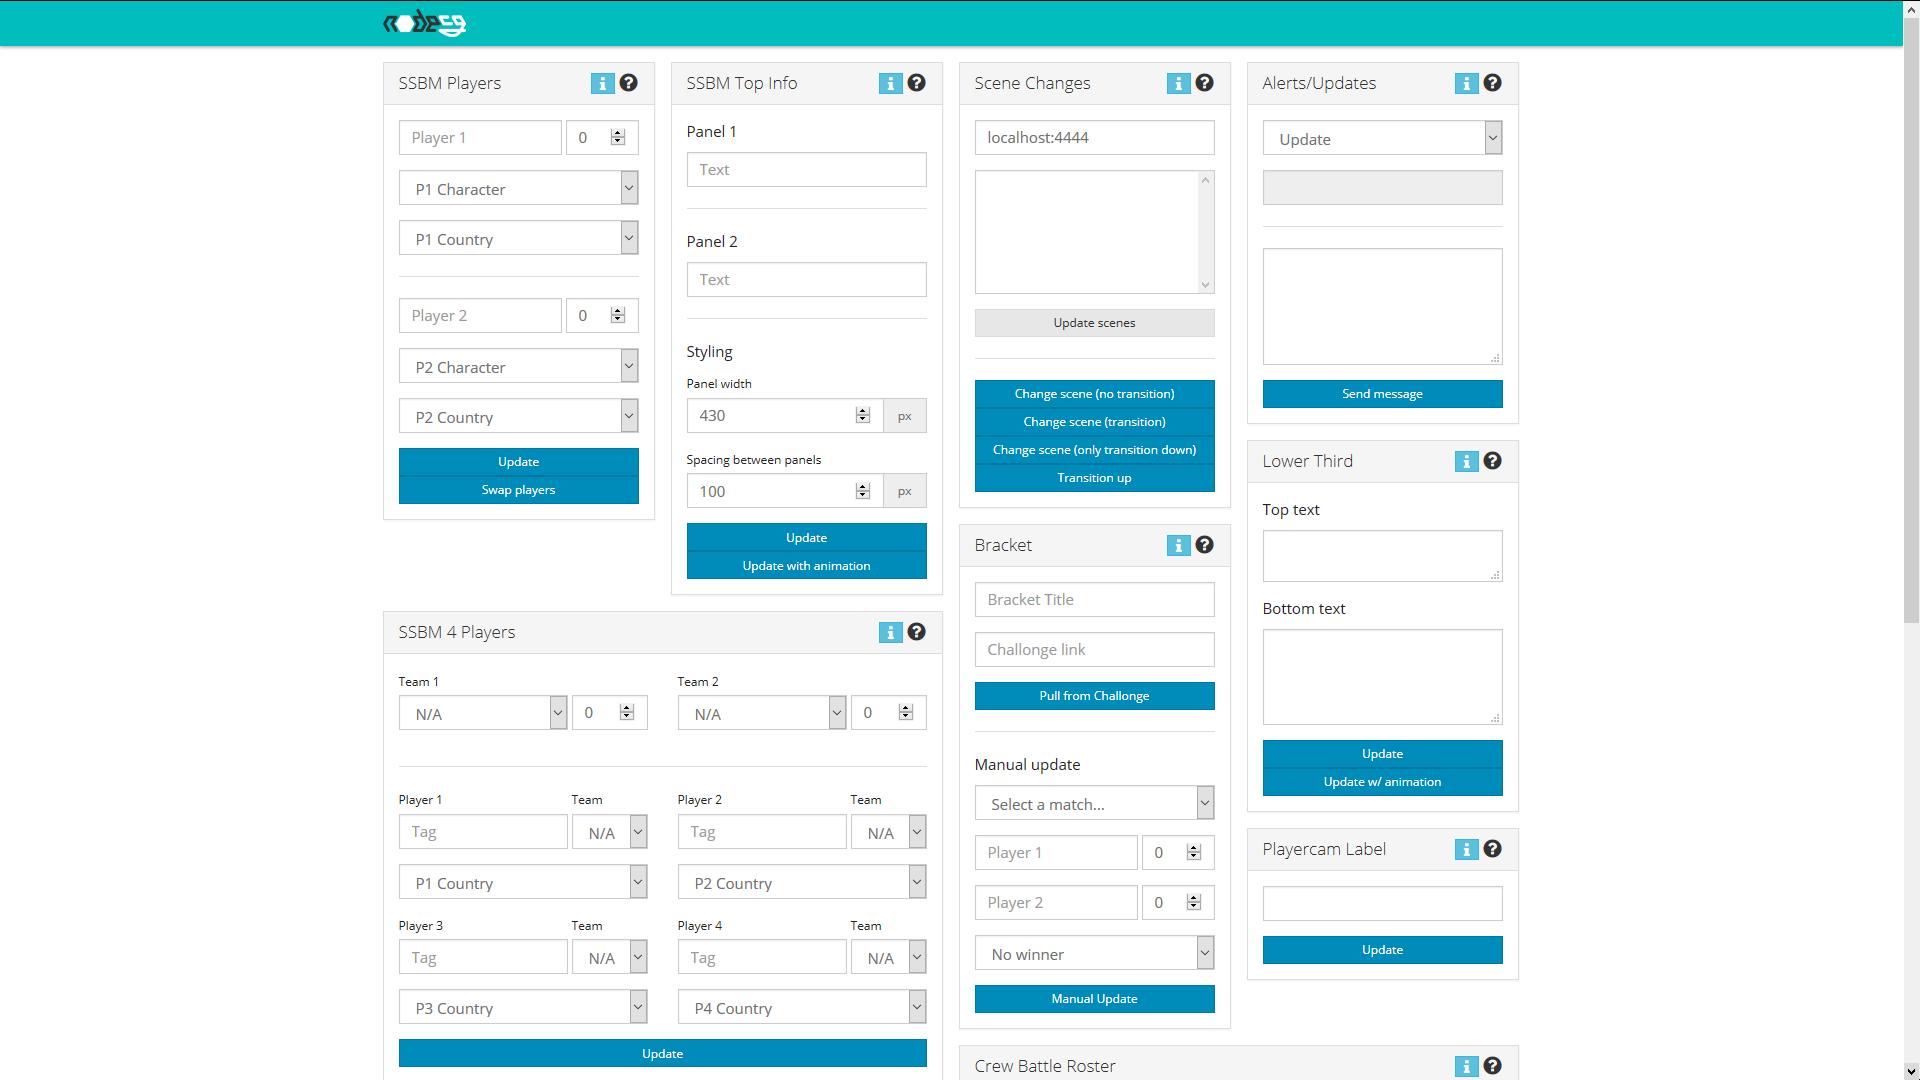 nodecg
SSBM Players
Player 1
0
P1 Character
P1 Country
Player 2
0
P2 Character
P2 Country
Update
Swap players
SSBM Top Info
Panel 1
Text
Panel 2
Text
Styling
Panel width
430
px
Spacing between panels
100
px
Update
Update with animation
SSBM 4 Players
Team 1
Team 2
N/A
0
N/A
0
Player 1
Team
Player 2
Team
Tag
N/A
Tag
N/A
P1 Country
P2 Country
Player 3
Team
Player 4
Team
Tag
N/A
Tag
N/A
P3 Country
P4 Country
Update
Scene Changes
localhost:4444
Update scenes
Change scene (no transition)
Change scene (transition)
Change scene (only transition down)
Transition up
Bracket
Bracket Title
Challonge link
Pull from Challonge
Manual update
Select a match...
Player 1
0
Player 2
0
No winner
Manual Update
Alerts/Updates
Update
Send message
Lower Third
Top text
Bottom text
Update
Update w/ animation
Playercam Label
Update
Crew Battle Roster